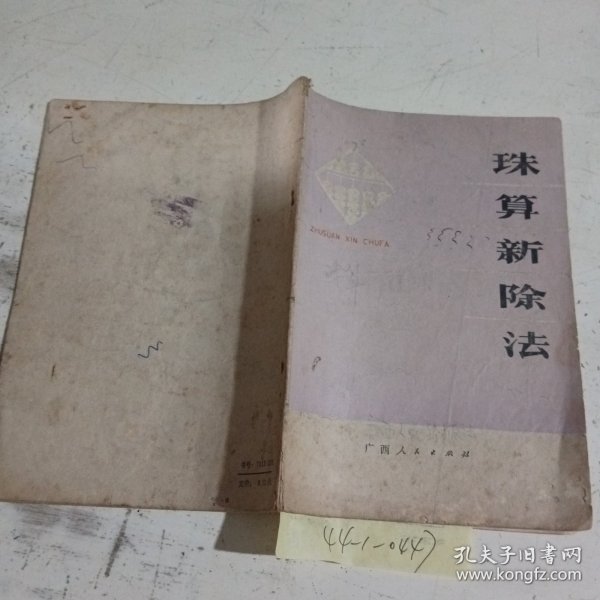 珠算新除法
ZHUSUAN XIN CHUFA
广西人民出版社
44-1-044)
孔夫子旧书网
www.kongfz.com